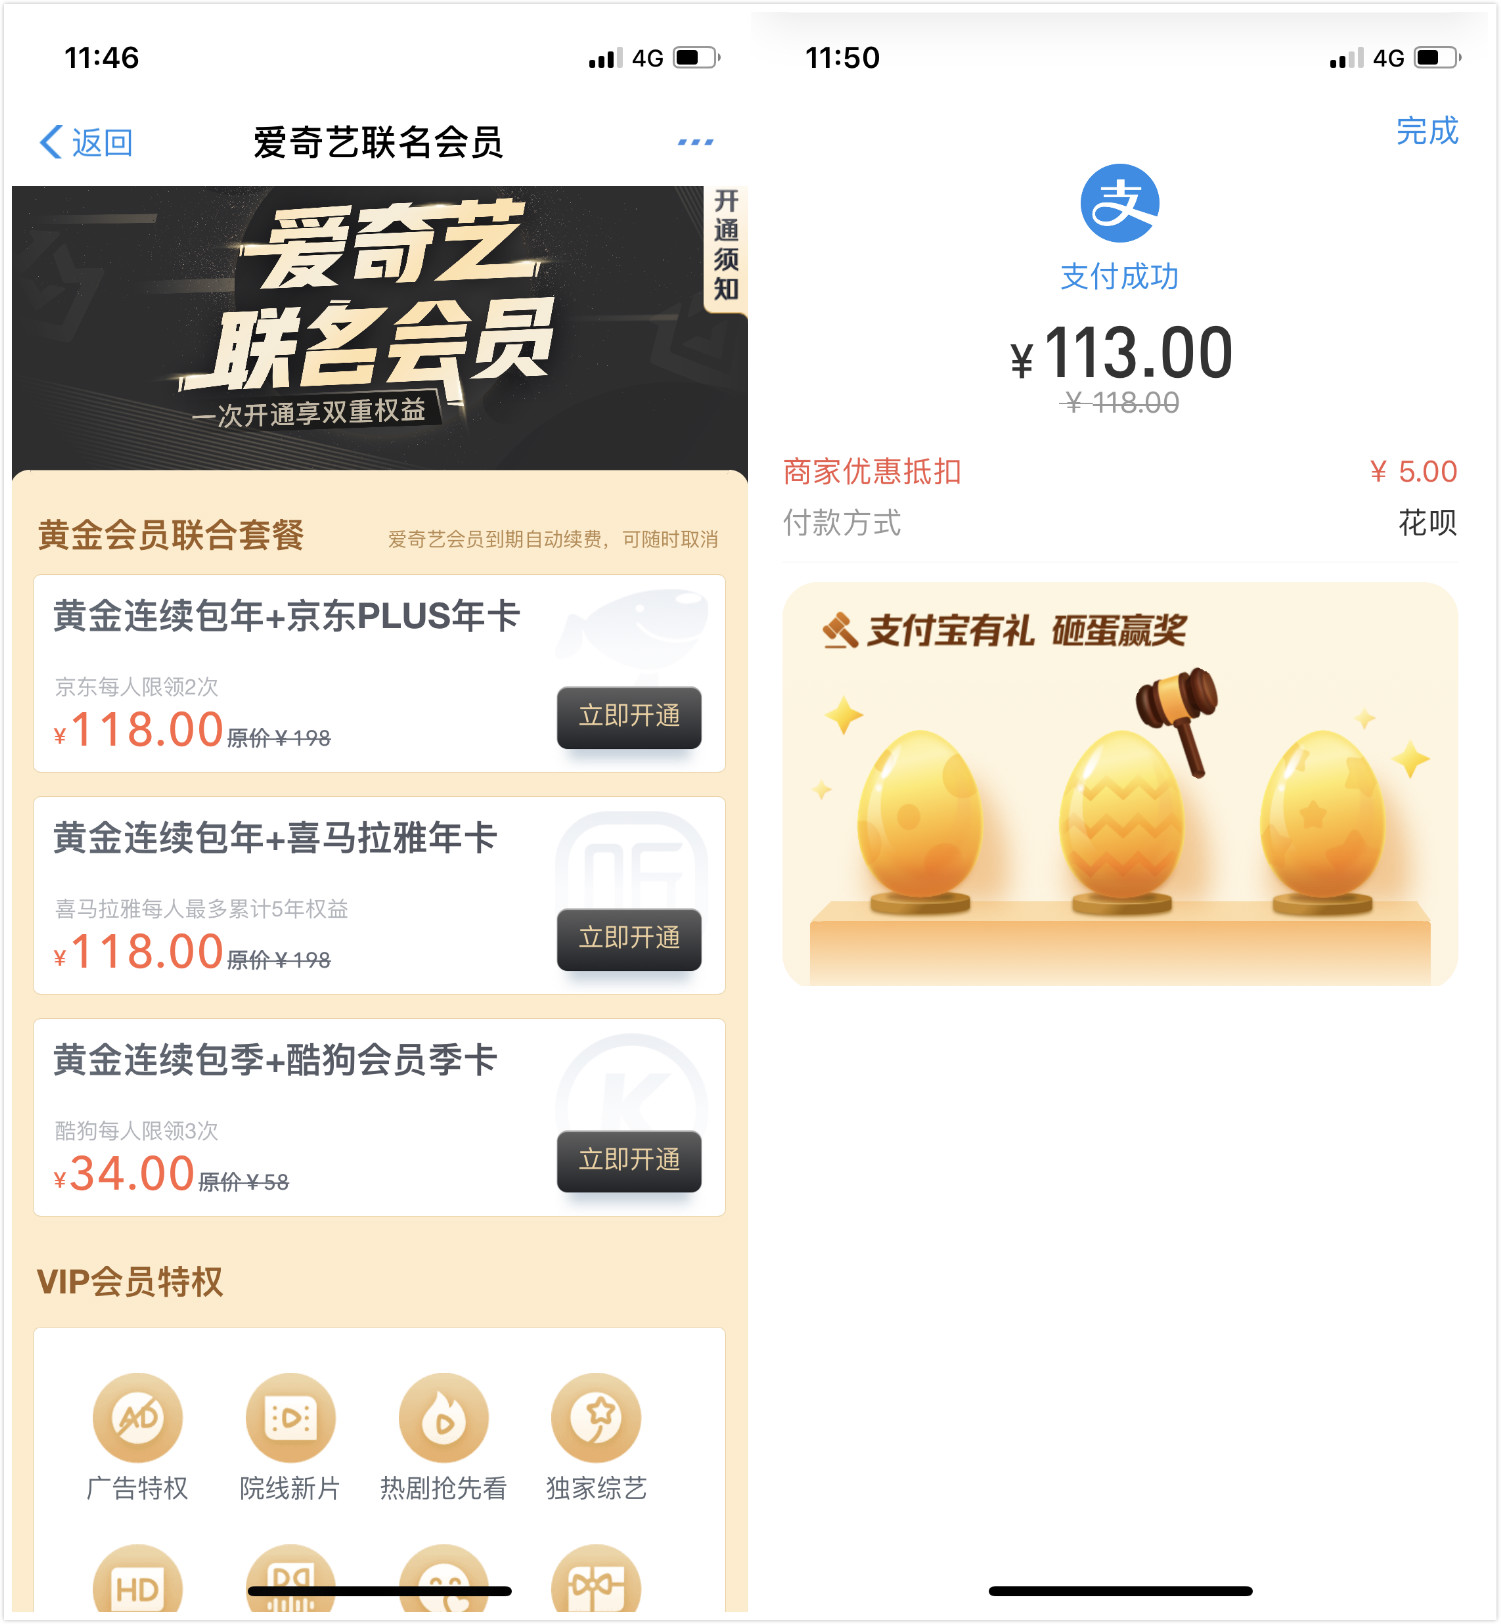 11:46
4G
返回
爱奇艺联名会员
开通须知
爱奇艺
联名会员
一次开通享双重权益
黄金会员联合套餐
爱奇艺会员到期自动续费，可随时取消
黄金连续包年+京东PLUS年卡
京东每人限领2次
¥118.00 原价¥198
立即开通
黄金连续包年+喜马拉雅年卡
听
喜马拉雅每人最多累计5年权益
¥118.00 原价¥198
立即开通
黄金连续包季+酷狗会员季卡
K
酷狗每人限领3次
¥34.00 原价¥58
立即开通
VIP会员特权
AD
广告特权
院线新片
热剧抢先看
独家综艺
HD
11:50
4G
完成
支
支付成功
¥113.00
¥ 118.00
商家优惠抵扣
¥ 5.00
付款方式
花呗
支付宝有礼 砸蛋赢奖